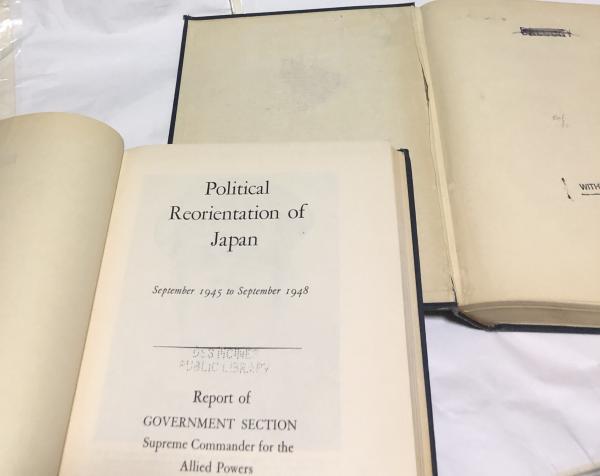 Political
Reorientation of
Japan
September 1945 to September 1948
DES MOINES
PUBLIC LIBRARY
Report of
GOVERNMENT SECTION
Supreme Commander for the
Allied Powers
WITH